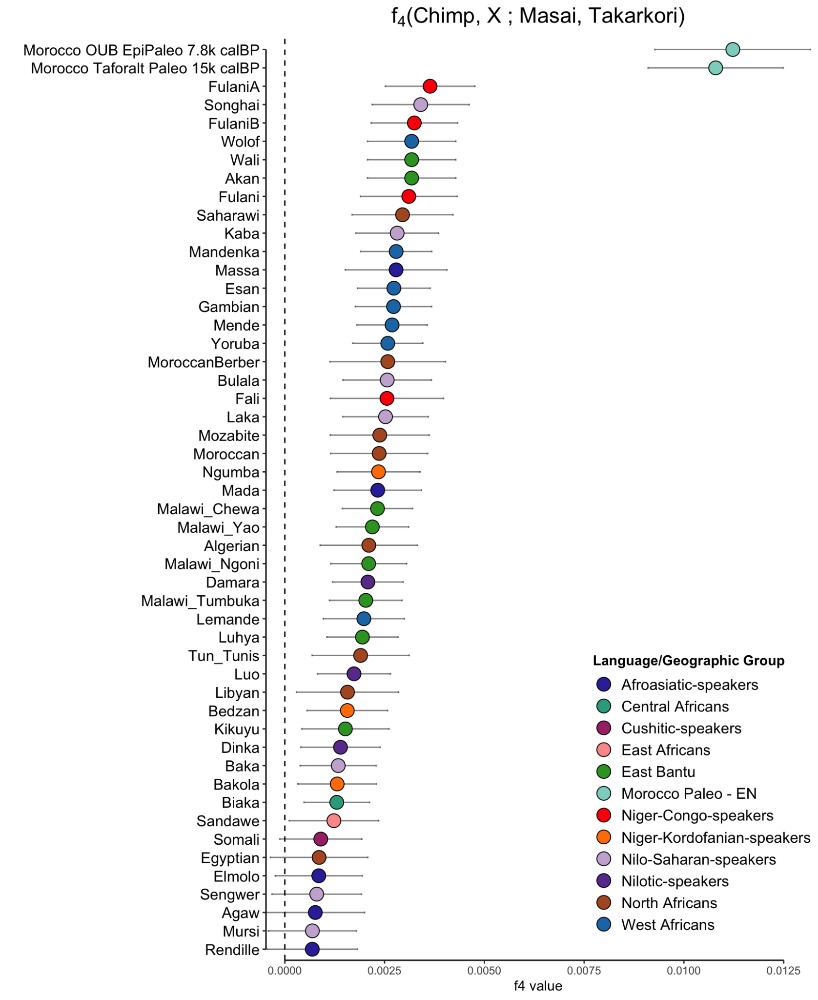 f4(Chimp, X ; Masai, Takarkori)
Morocco OUB EpiPaleo 7.8k calBP
Morocco Taforalt Paleo 15k calBP
FulaniA
Songhai
FulaniB
Wolof
Wali
Akan
Fulani
Saharawi
Kaba
Mandenka
Massa
Esan
Gambian
Mende
Yoruba
MoroccanBerber
Bulala
Fali
Laka
Mozabite
Moroccan
Ngumba
Mada
Malawi_Chewa
Malawi_Yao
Algerian
Malawi_Ngoni
Damara
Malawi_Tumbuka
Lemande
Luhya
Tun_Tunis
Luo
Libyan
Bedzan
Kikuyu
Dinka
Baka
Bakola
Biaka
Sandawe
Somali
Egyptian
Elmolo
Sengwer
Agaw
Mursi
Rendille
Language/Geographic Group
Afroasiatic-speakers
Central Africans
Cushitic-speakers
East Africans
East Bantu
Morocco Paleo - EN
Niger-Congo-speakers
Niger-Kordofanian-speakers
Nilo-Saharan-speakers
Nilotic-speakers
North Africans
West Africans
0.0000 0.0025 0.0050 0.0075 0.0100 0.0125
f4 value